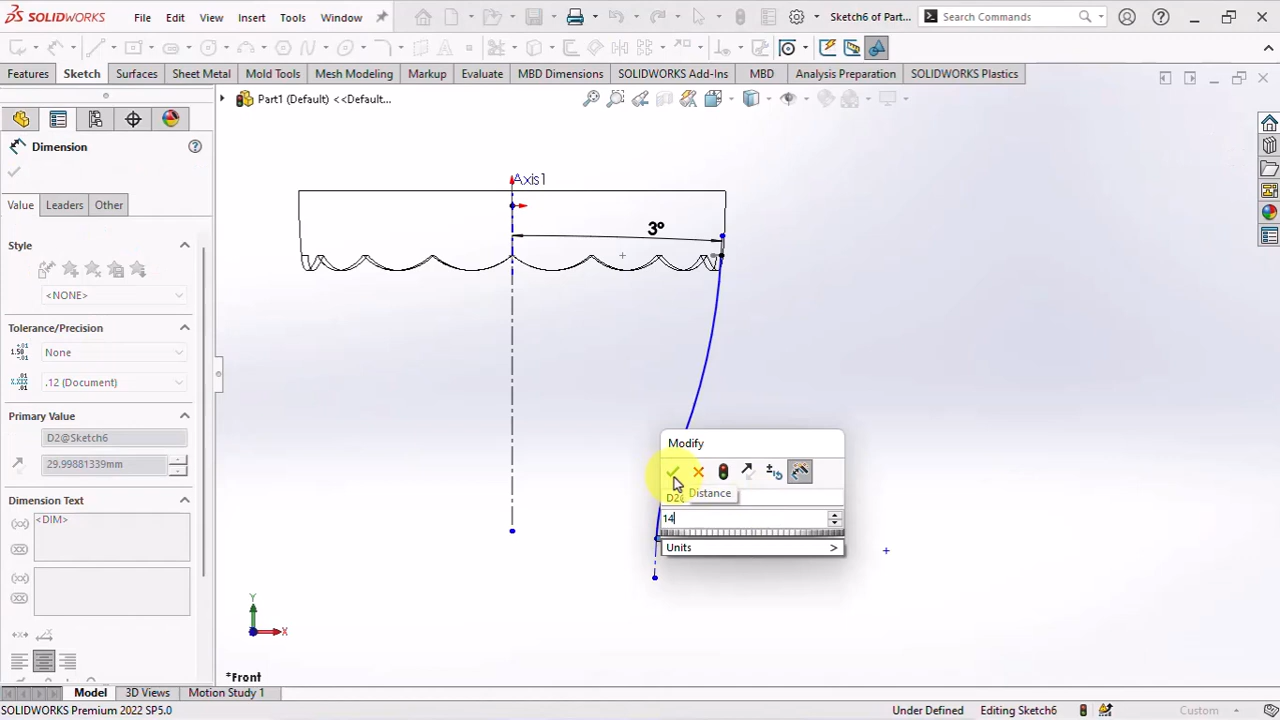 SOLIDWORKS
File
Edit
View
Insert
Tools
Window
Sketch6 of Part...
Search Commands
Features
Sketch
Surfaces
Sheet Metal
Mold Tools
Mesh Modeling
Markup
Evaluate
MBD Dimensions
SOLIDWORKS Add-Ins
MBD
Analysis Preparation
SOLIDWORKS Plastics
Part1 (Default) <<Default...
Dimension
Value
Leaders
Other
Style
<NONE>
Tolerance/Precision
None
.12 (Document)
Primary Value
D2@Sketch6
29.99881339mm
Dimension Text
<DIM>
Axis1
3°
Modify
Distance
14
Units >
Y
X
*Front
Model
3D Views
Motion Study 1
SOLIDWORKS Premium 2022 SP5.0
Under Defined
Editing Sketch6
Custom